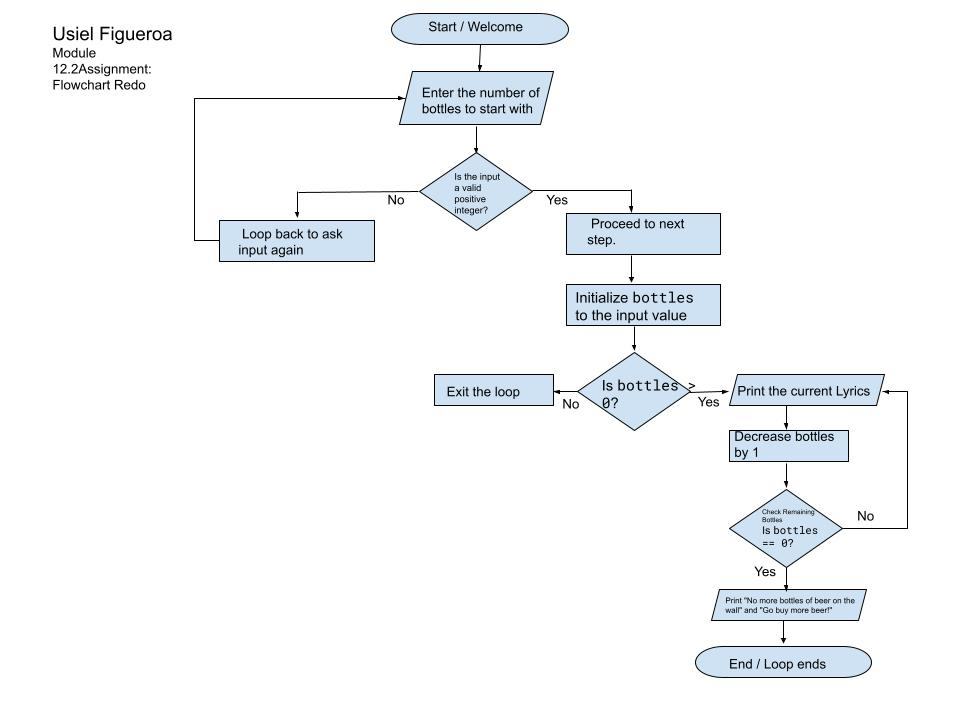 Usiel Figueroa
Module
12.2Assignment:
Flowchart Redo
Start / Welcome
Enter the number of
bottles to start with
Is the input
a valid
positive
integer?
No
Yes
Loop back to ask
input again
Proceed to next
step.
Initialize bottles
to the input value
Is bottles >
0?
No
Yes
Exit the loop
Print the current Lyrics
Decrease bottles
by 1
Check Remaining
Bottles
Is bottles
== 0?
No
Yes
Print "No more bottles of beer on the
wall" and "Go buy more beer!"
End / Loop ends